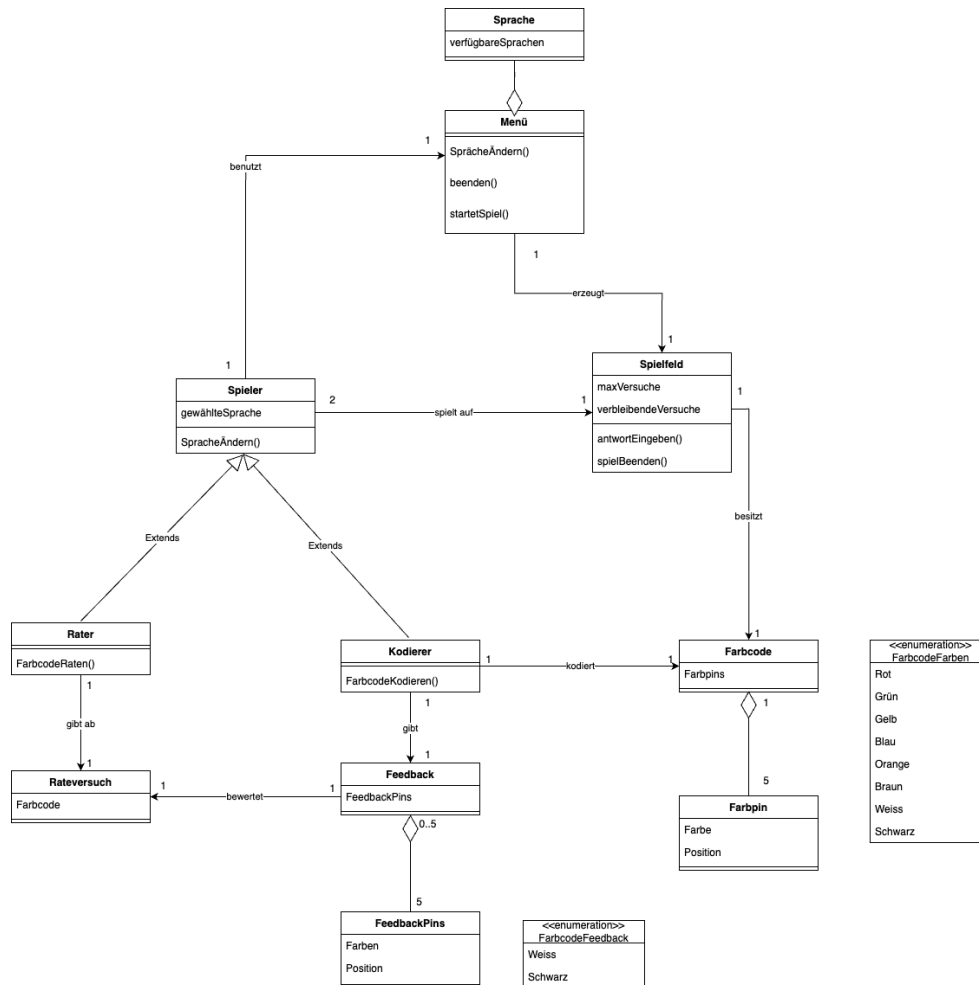 Sprache
verfügbareSprachen
Menü
SprächeÄndern()
beenden()
startetSpiel()
1
benutzt
1
erzeugt
1
1
Spieler
gewählteSprache
SpracheÄndern()
2
spielt auf
1
Spielfeld
maxVersuche
verbleibendeVersuche
antwortEingeben()
spielBeenden()
1
besitzt
1
Extends
Extends
Rater
FarbcodeRaten()
1
gibt ab
1
Kodierer
FarbcodeKodieren()
1
kodiert
1
1
gibt
1
Farbcode
Farbpins
1
5
<<enumeration>>
FarbcodeFarben
Rot
Grün
Gelb
Blau
Orange
Braun
Weiss
Schwarz
Rateversuch
Farbcode
1
bewertet
1
Feedback
FeedbackPins
0..5
5
Farbpin
Farbe
Position
FeedbackPins
Farben
Position
<<enumeration>>
FarbcodeFeedback
Weiss
Schwarz